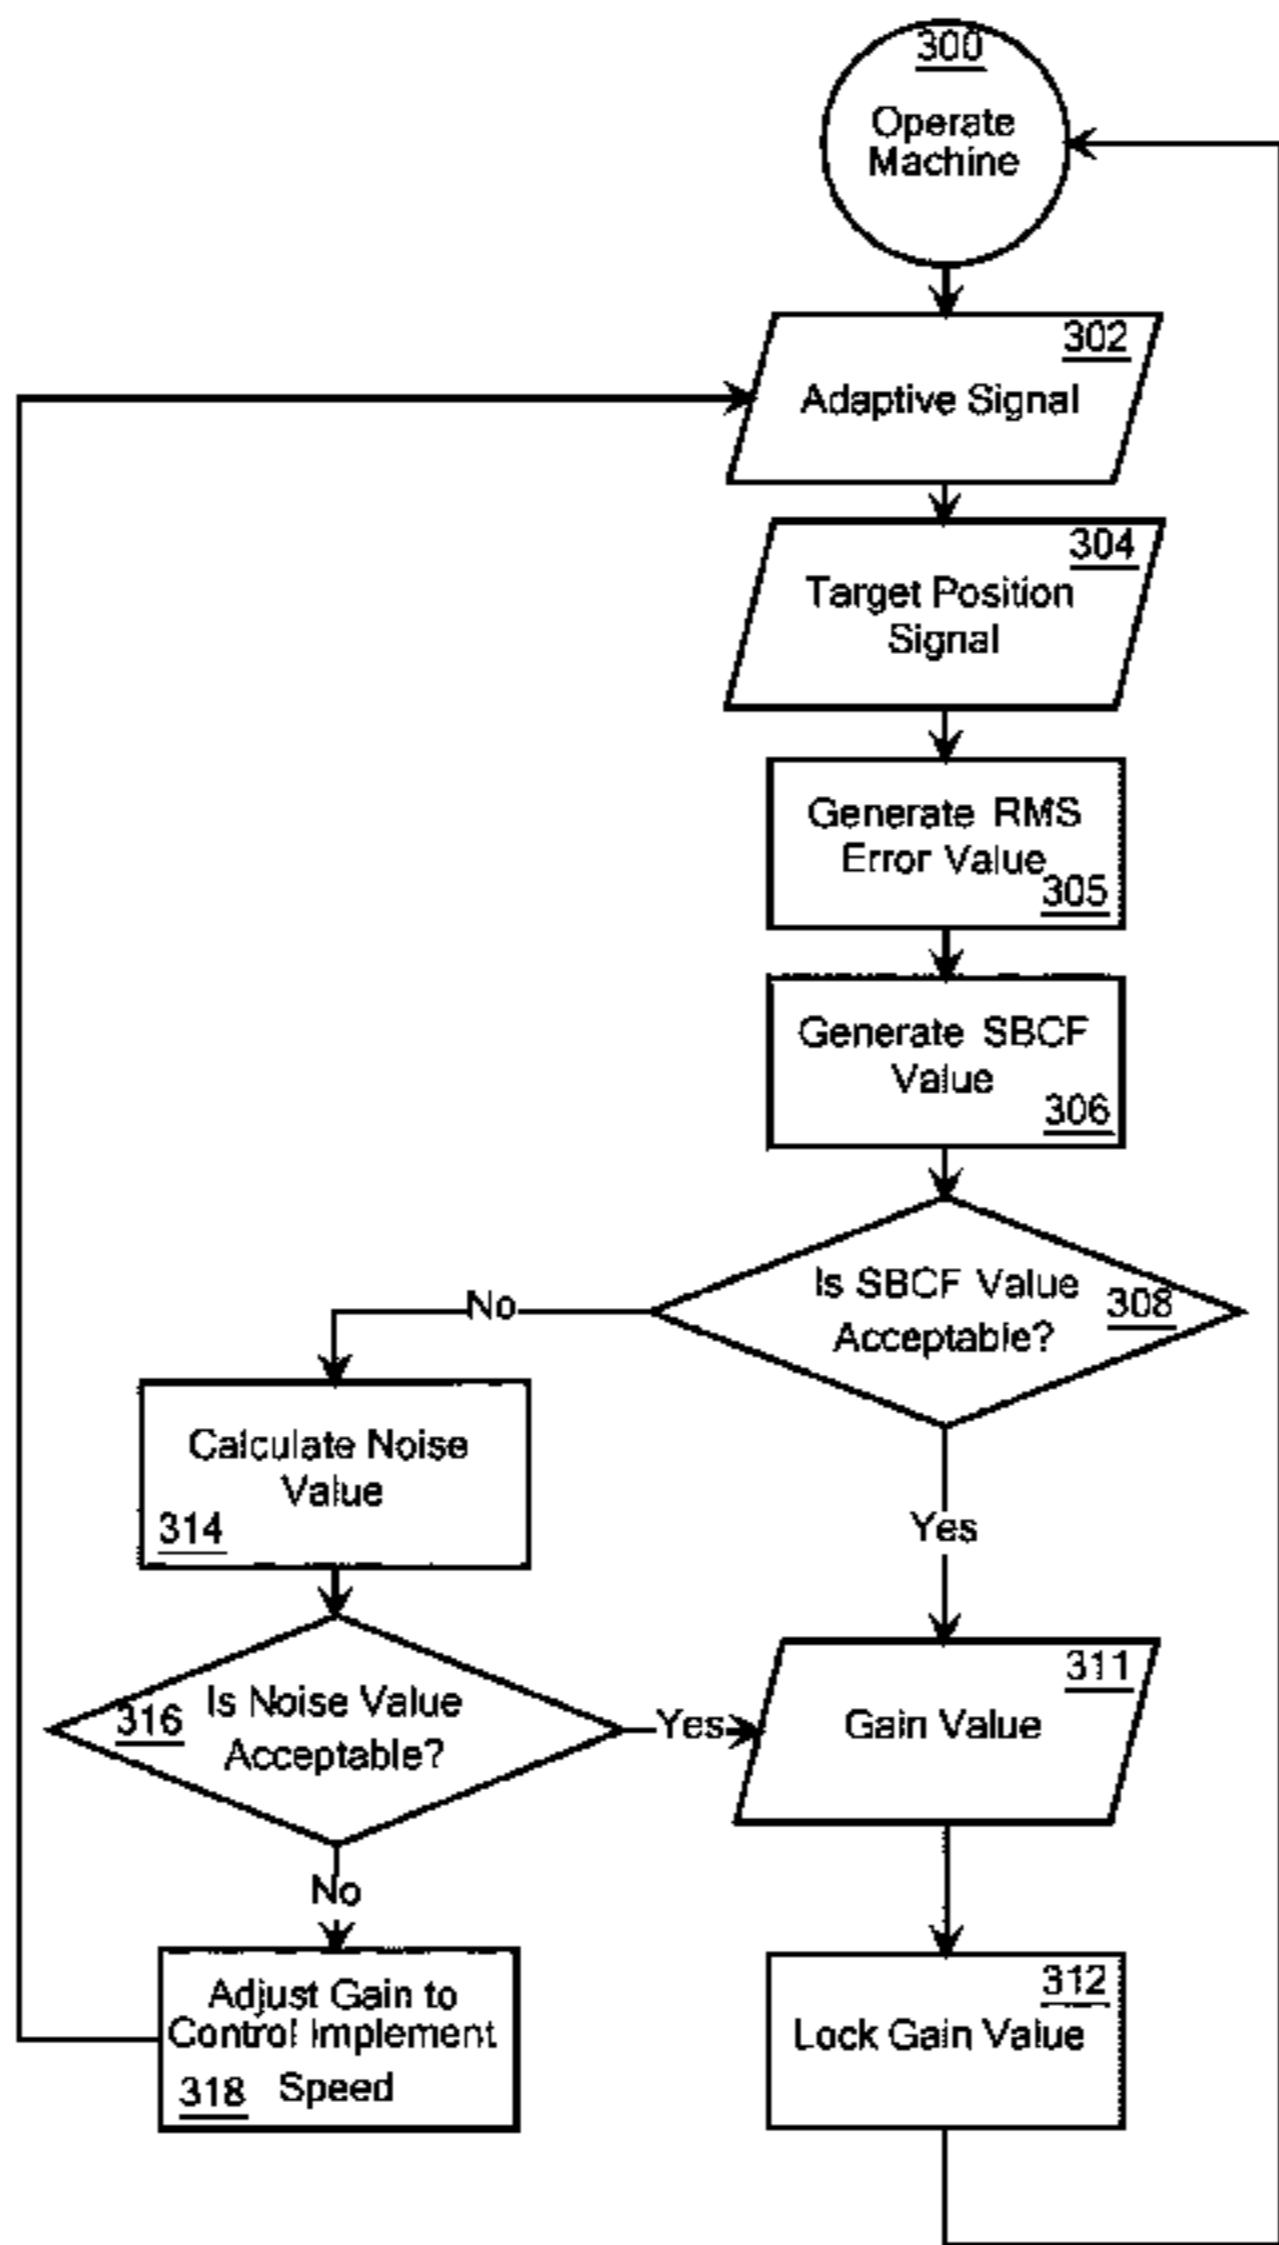 300
Operate
Machine
302
Adaptive Signal
304
Target Position
Signal
Generate RMS
Error Value
305
Generate SBCF
Value
306
Is SBCF Value
308
Acceptable?
No
Calculate Noise
Value
314
Yes
316
Is Noise Value
Acceptable?
Yes
311
Gain Value
No
Adjust Gain to
Control Implement
318 Speed
312
Lock Gain Value